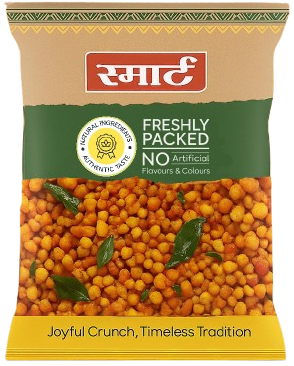 स्मार्ट
NATURAL INGREDIENTS
AUTHENTIC TASTE
FRESHLY
PACKED
NO Artificial
Flavours & Colours
Joyful Crunch, Timeless Tradition